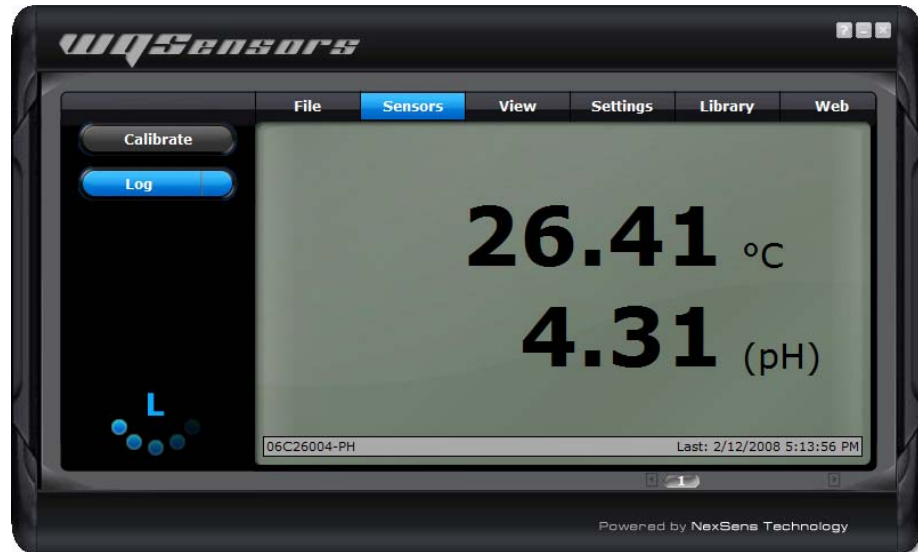 WQSensors
? - x
File Sensors View Settings Library Web
Calibrate
Log
26.41 °C
4.31 (pH)
L
06C26004-PH Last: 2/12/2008 5:13:56 PM
1
Powered by NexSens Technology